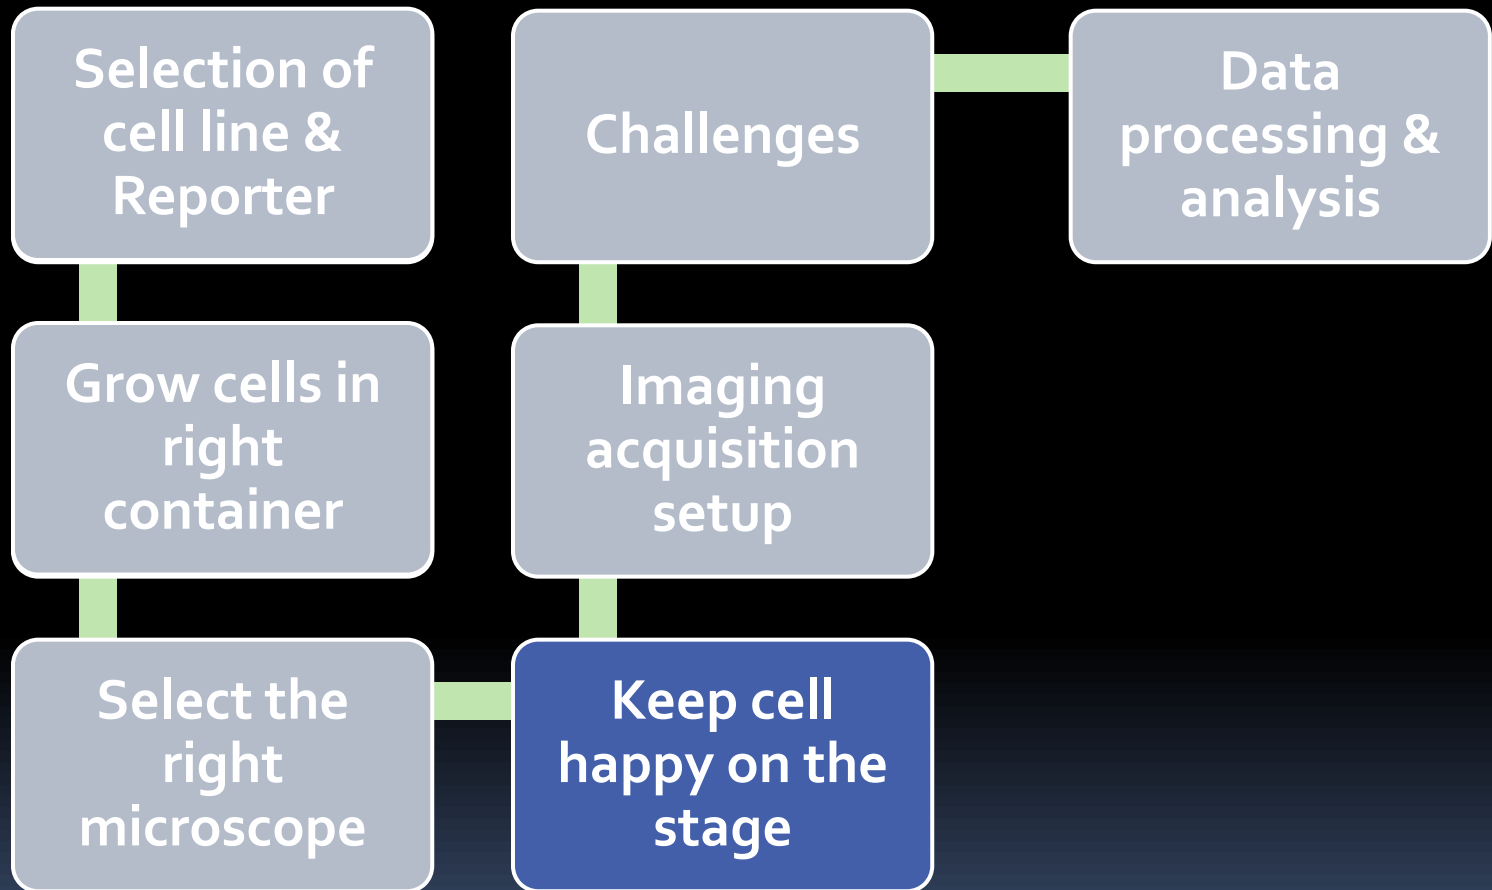 Selection of
cell line &
Reporter
Grow cells in
right
container
Select the
right
microscope
Keep cell
happy on the
stage
Imaging
acquisition
setup
Challenges
Data
processing &
analysis